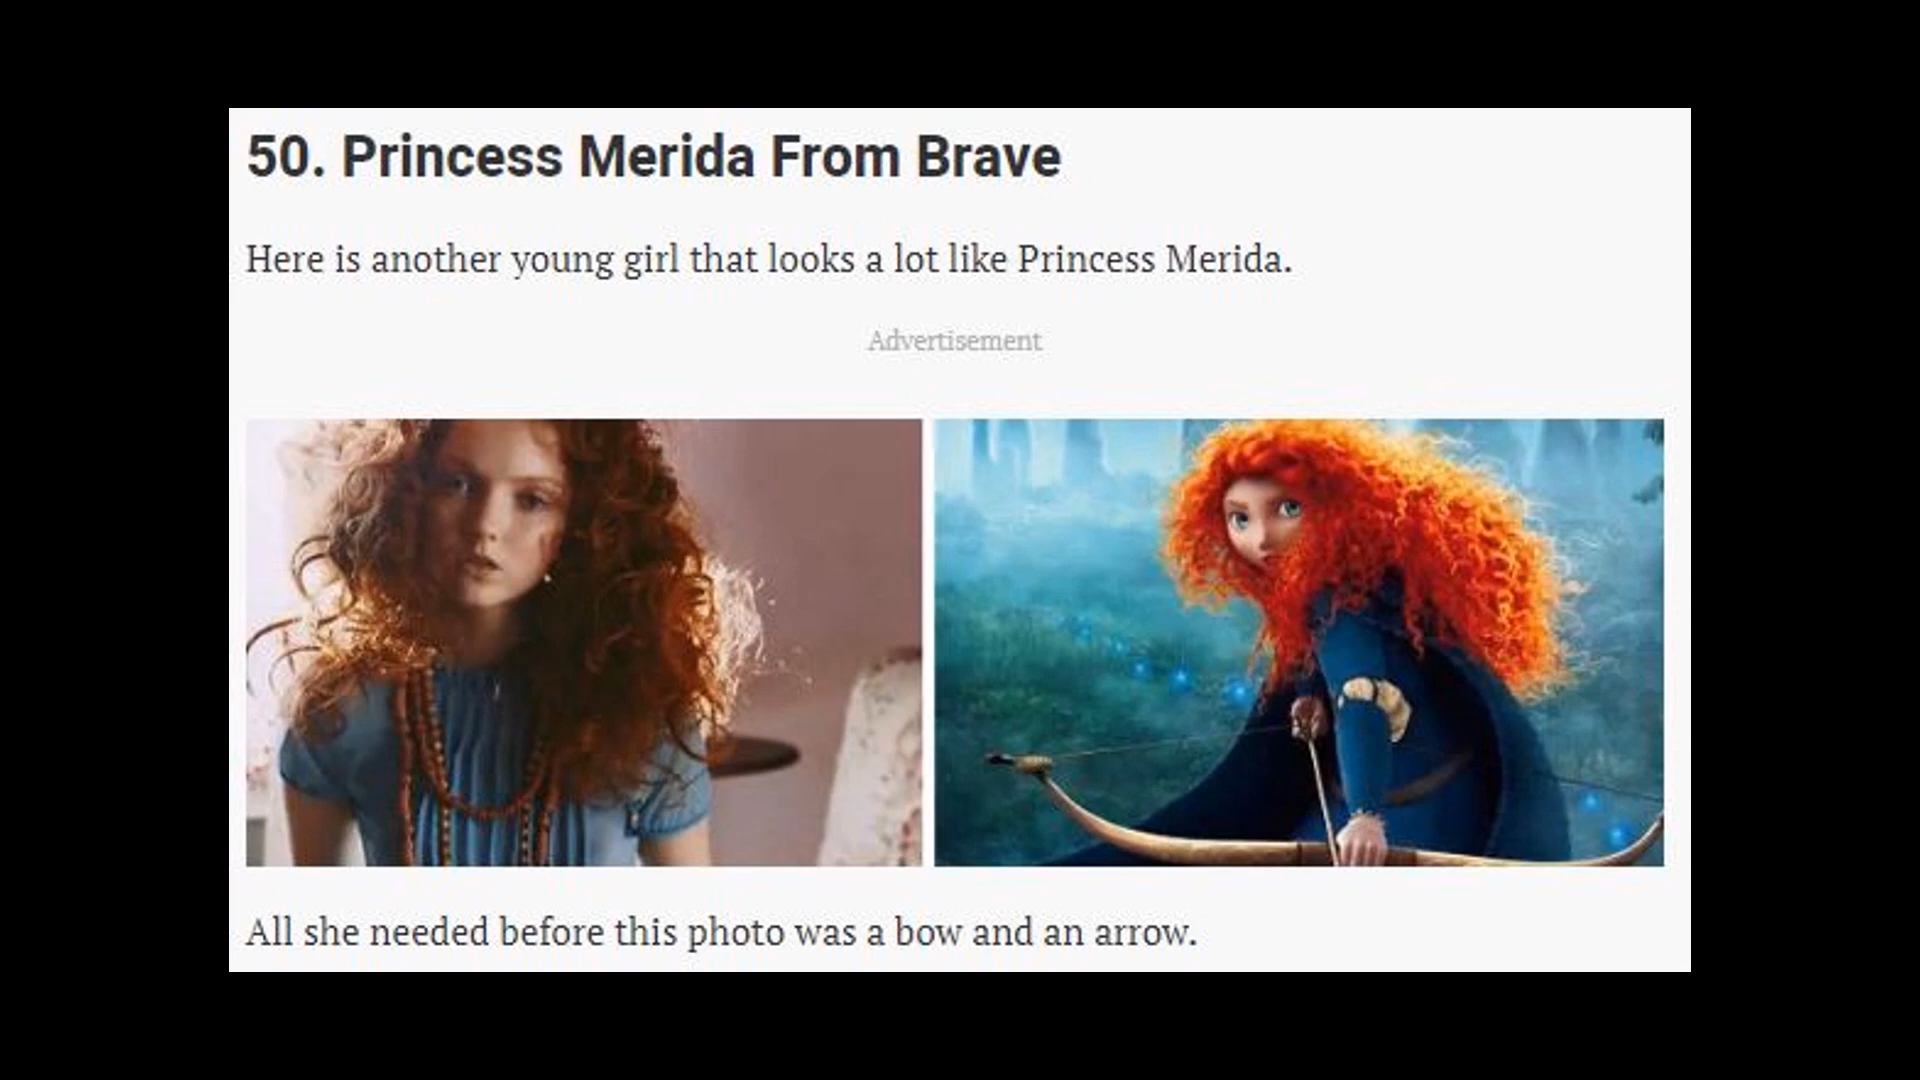 50. Princess Merida From Brave
Here is another young girl that looks a lot like Princess Merida.
Advertisement
All she needed before this photo was a bow and an arrow.